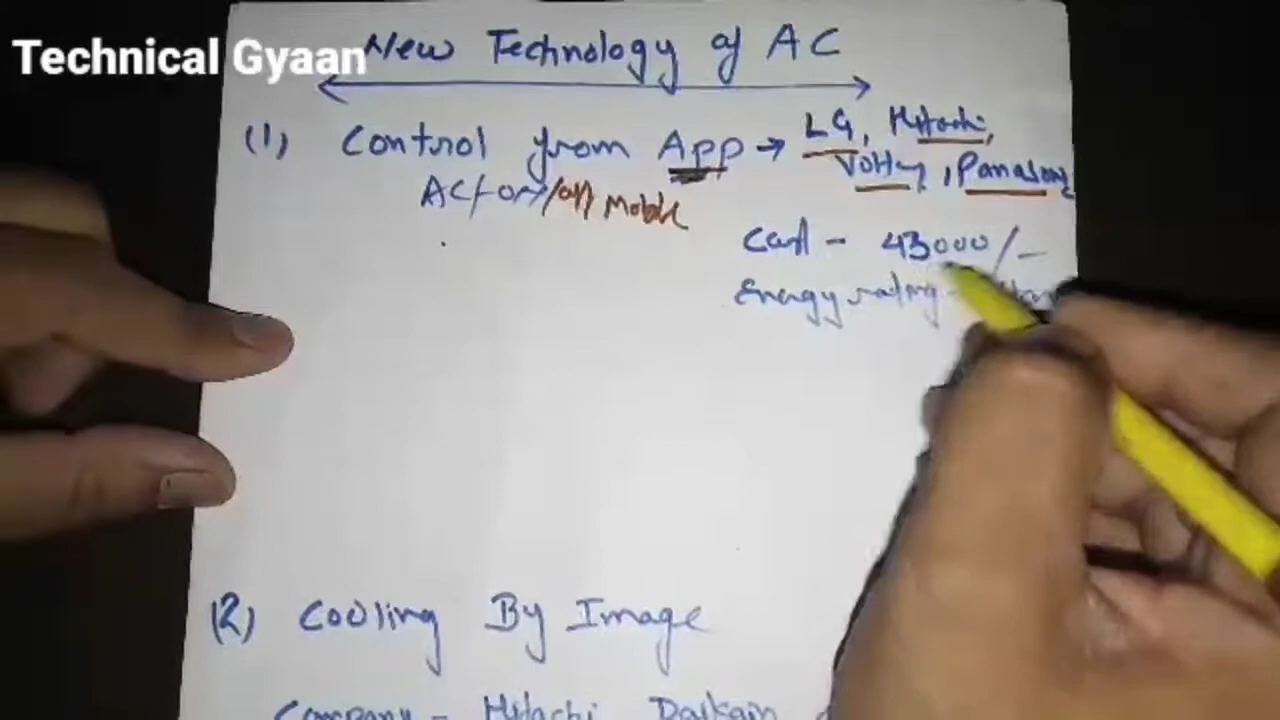 Technical Gyaan
New Technology of AC
(1) Control from App → LG, Hitachi,
Voltas, Panasonic
AC on/off Mobile
Cost - 43000/-
Energy rating -
(2) Cooling By Image
Company - Hitachi Daikain